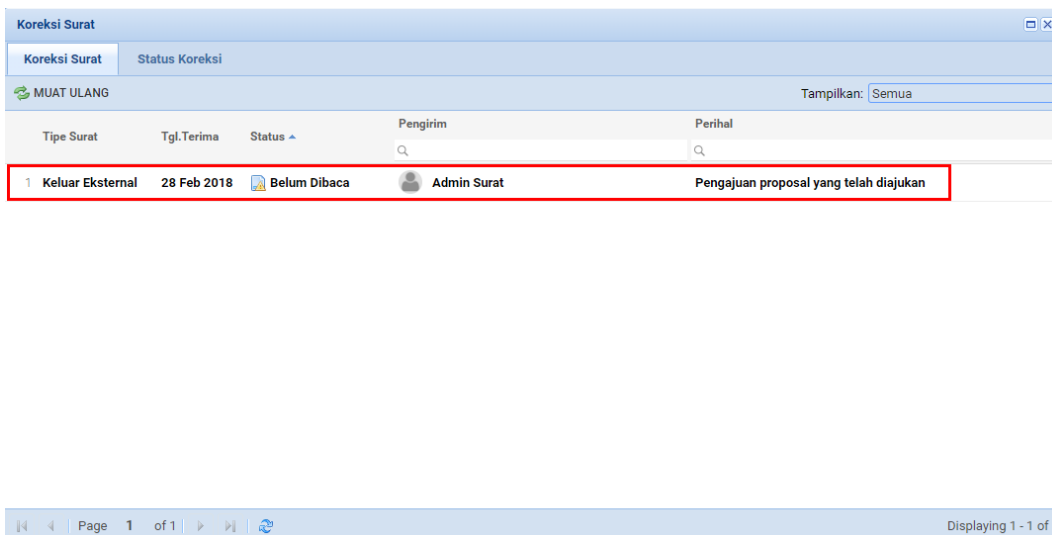 Koreksi Surat
Koreksi Surat Status Koreksi
MUAT ULANG Tampilkan: Semua
Tipe Surat Tgl.Terima Status Pengirim Perihal
1 Keluar Eksternal 28 Feb 2018 Belum Dibaca Admin Surat Pengajuan proposal yang telah diajukan
Page 1 of 1 Displaying 1 - 1 of